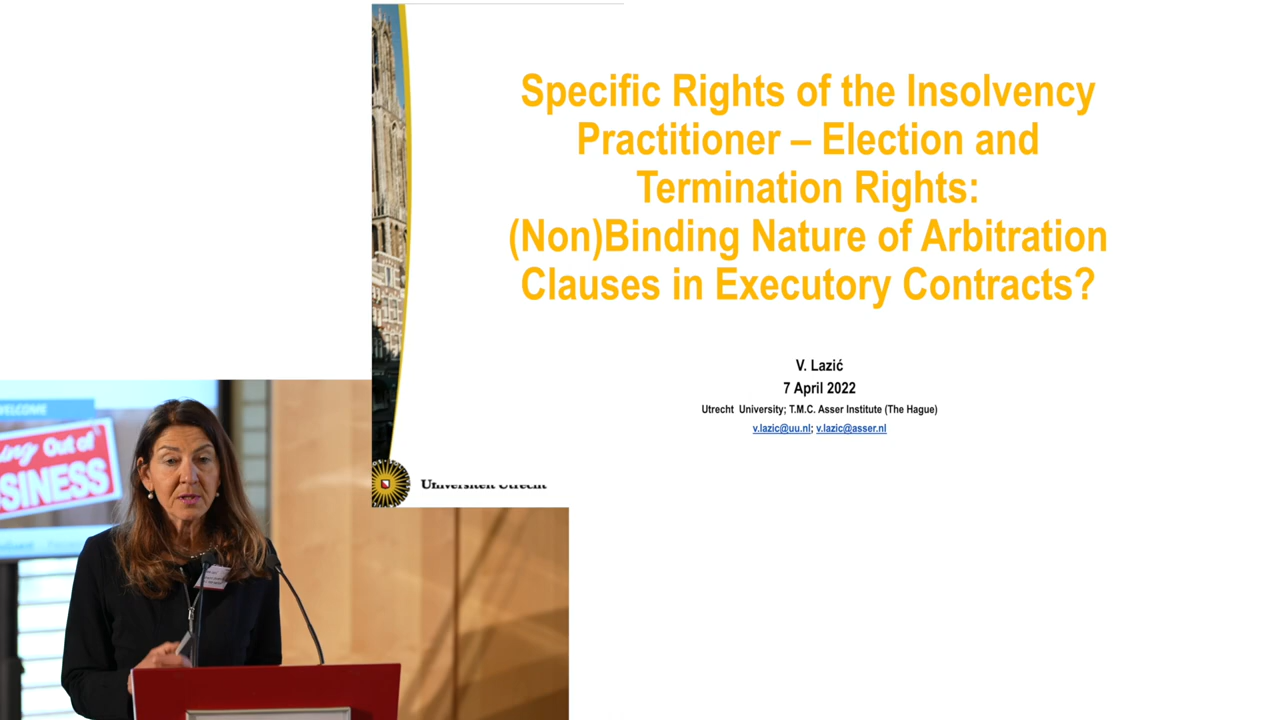 Specific Rights of the Insolvency
Practitioner – Election and
Termination Rights:
(Non)Binding Nature of Arbitration
Clauses in Executory Contracts?
V. Lazić
7 April 2022
Utrecht University; T.M.C. Asser Institute (The Hague)
v.lazic@uu.nl; v.lazic@asser.nl
Universiteit Utrecht
WELCOME
Out of